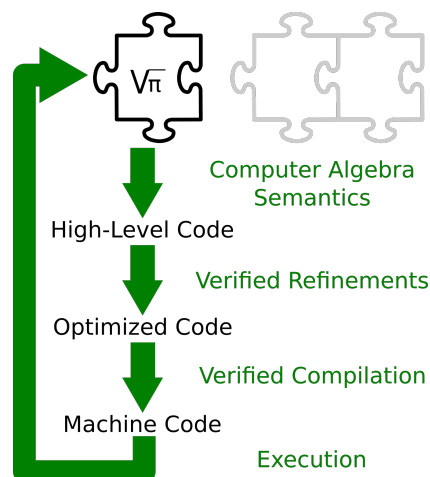 √π
Computer Algebra
Semantics
High-Level Code
Verified Refinements
Optimized Code
Verified Compilation
Machine Code
Execution